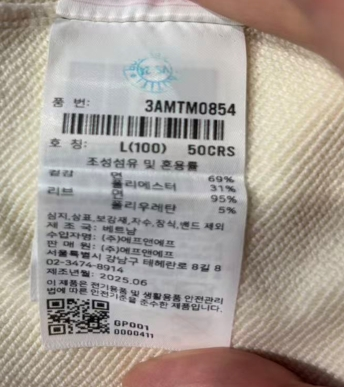 품 번: 3AMTM0854
호 칭: L(100) 50CRS
조성섬유 및 혼용률
겉감 면 69%
폴리에스터 31%
리브 면 95%
폴리우레탄 5%
심지,상표,보강재,자수,장식,밴드 제외
제 조 국: 베트남
수입자명: (주)에프앤에프
판 매 원: (주)에프앤에프
서울특별시 강남구 테헤란로 8길 8
02-3474-8914
제조년월: 2025.06
이 제품은 전기용품 및 생활용품 안전관리
법에 따른 안전기준을 준수한 제품입니다.
GP001
0000411